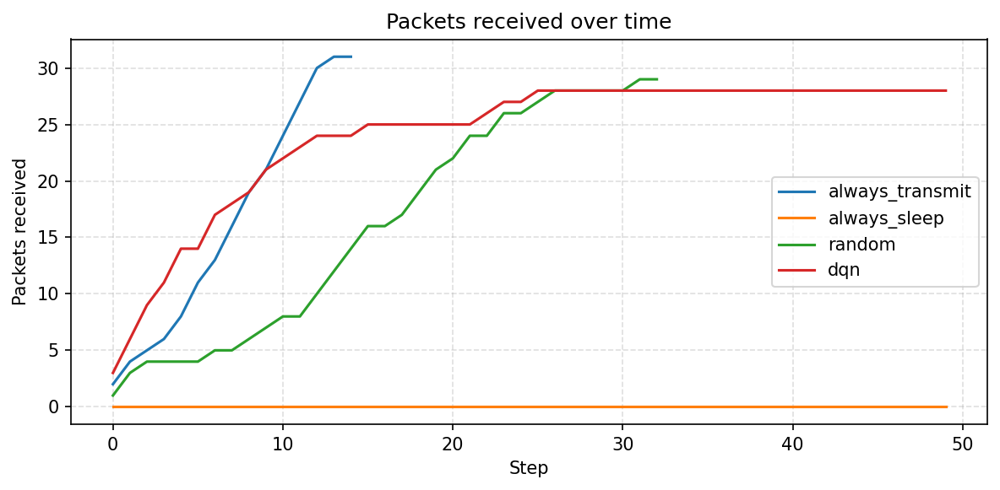 Packets received over time
Packets received
30
25
20
15
10
5
0
always_transmit
always_sleep
random
dqn
0 10 20 30 40 50
Step